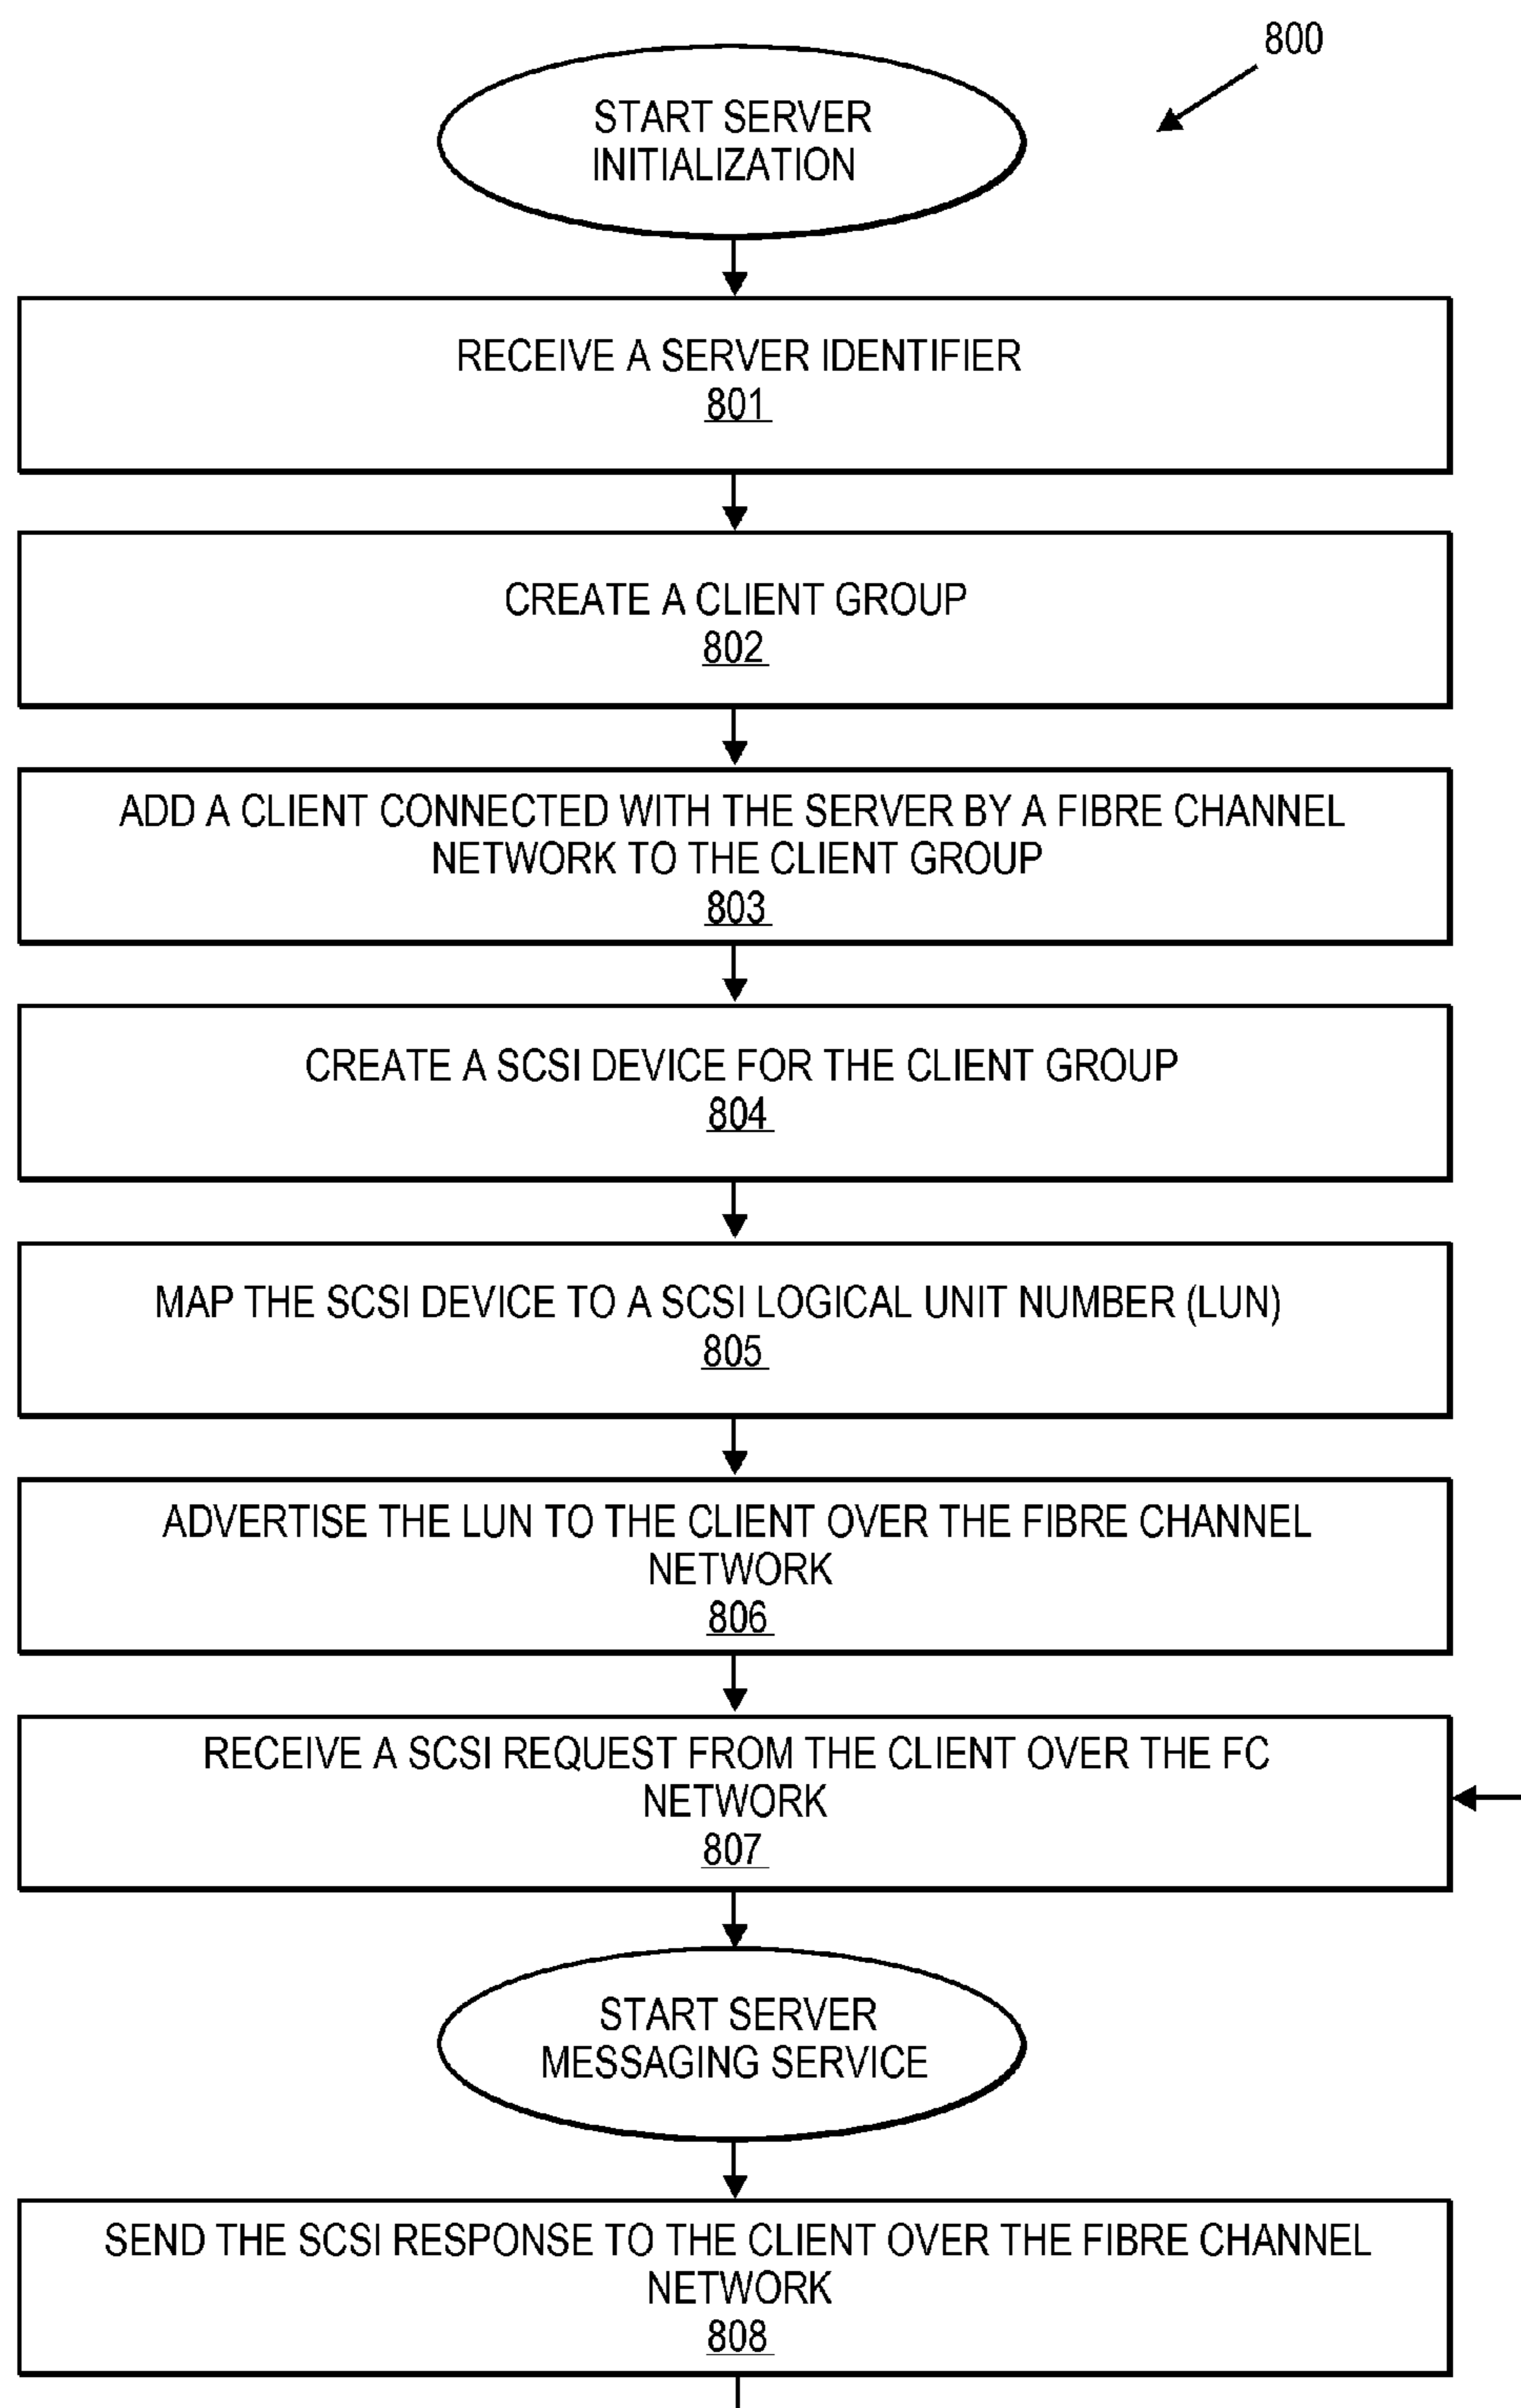 800
START SERVER
INITIALIZATION
RECEIVE A SERVER IDENTIFIER
801
CREATE A CLIENT GROUP
802
ADD A CLIENT CONNECTED WITH THE SERVER BY A FIBRE CHANNEL
NETWORK TO THE CLIENT GROUP
803
CREATE A SCSI DEVICE FOR THE CLIENT GROUP
804
MAP THE SCSI DEVICE TO A SCSI LOGICAL UNIT NUMBER (LUN)
805
ADVERTISE THE LUN TO THE CLIENT OVER THE FIBRE CHANNEL
NETWORK
806
RECEIVE A SCSI REQUEST FROM THE CLIENT OVER THE FC
NETWORK
807
START SERVER
MESSAGING SERVICE
SEND THE SCSI RESPONSE TO THE CLIENT OVER THE FIBRE CHANNEL
NETWORK
808